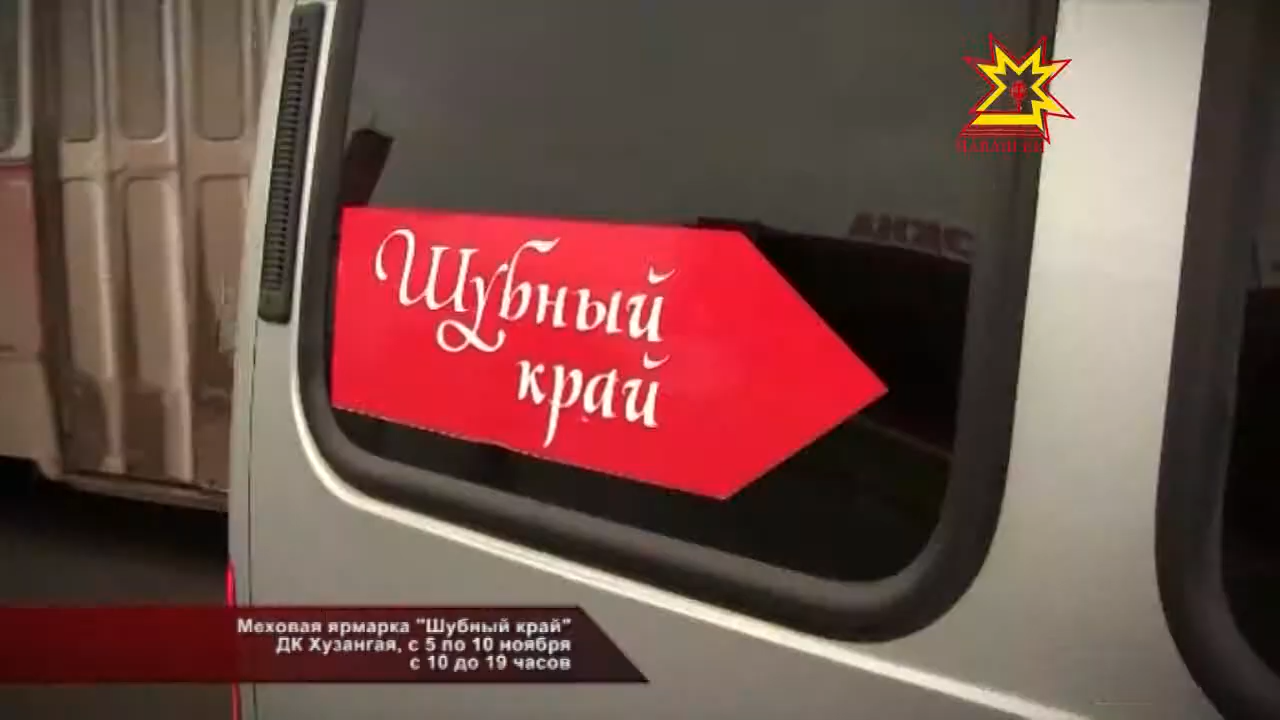 Шубный
край
Меховая ярмарка "Шубный край"
ДК Хузангая, с 5 по 10 ноября
с 10 до 19 часов